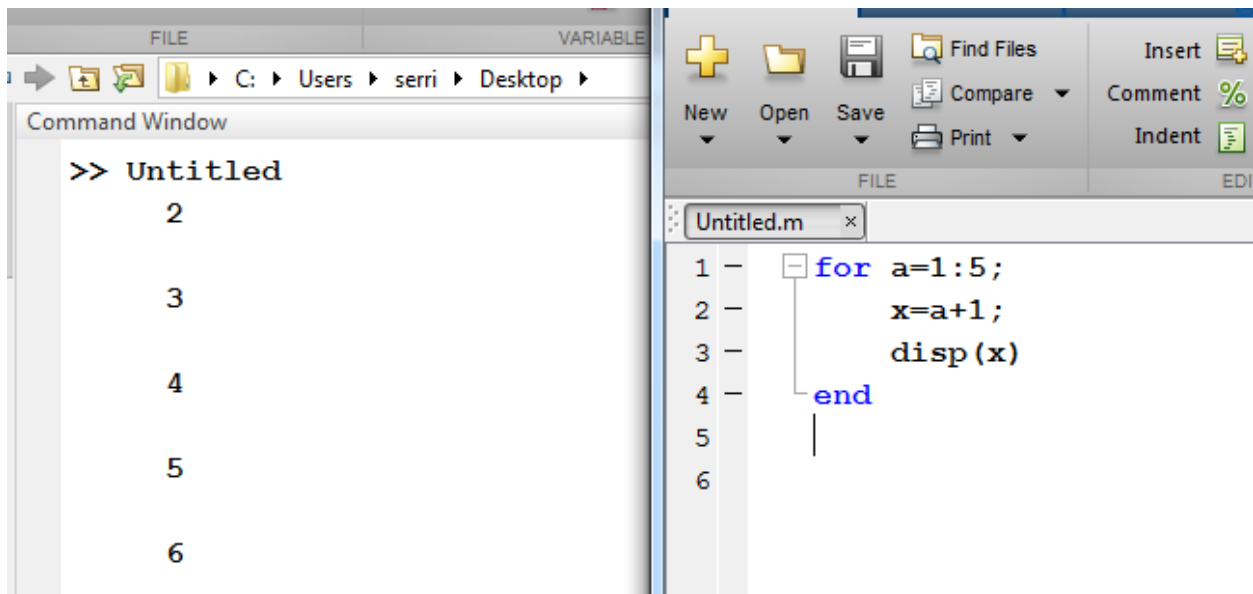 FILE VARIABLE
C: Users serri Desktop
Command Window
>> Untitled
2
3
4
5
6
Find Files
Insert
Compare
Comment
New Open Save
Print
Indent
FILE EDI
Untitled.m
1 for a=1:5;
2 x=a+1;
3 disp(x)
4 end
5
6